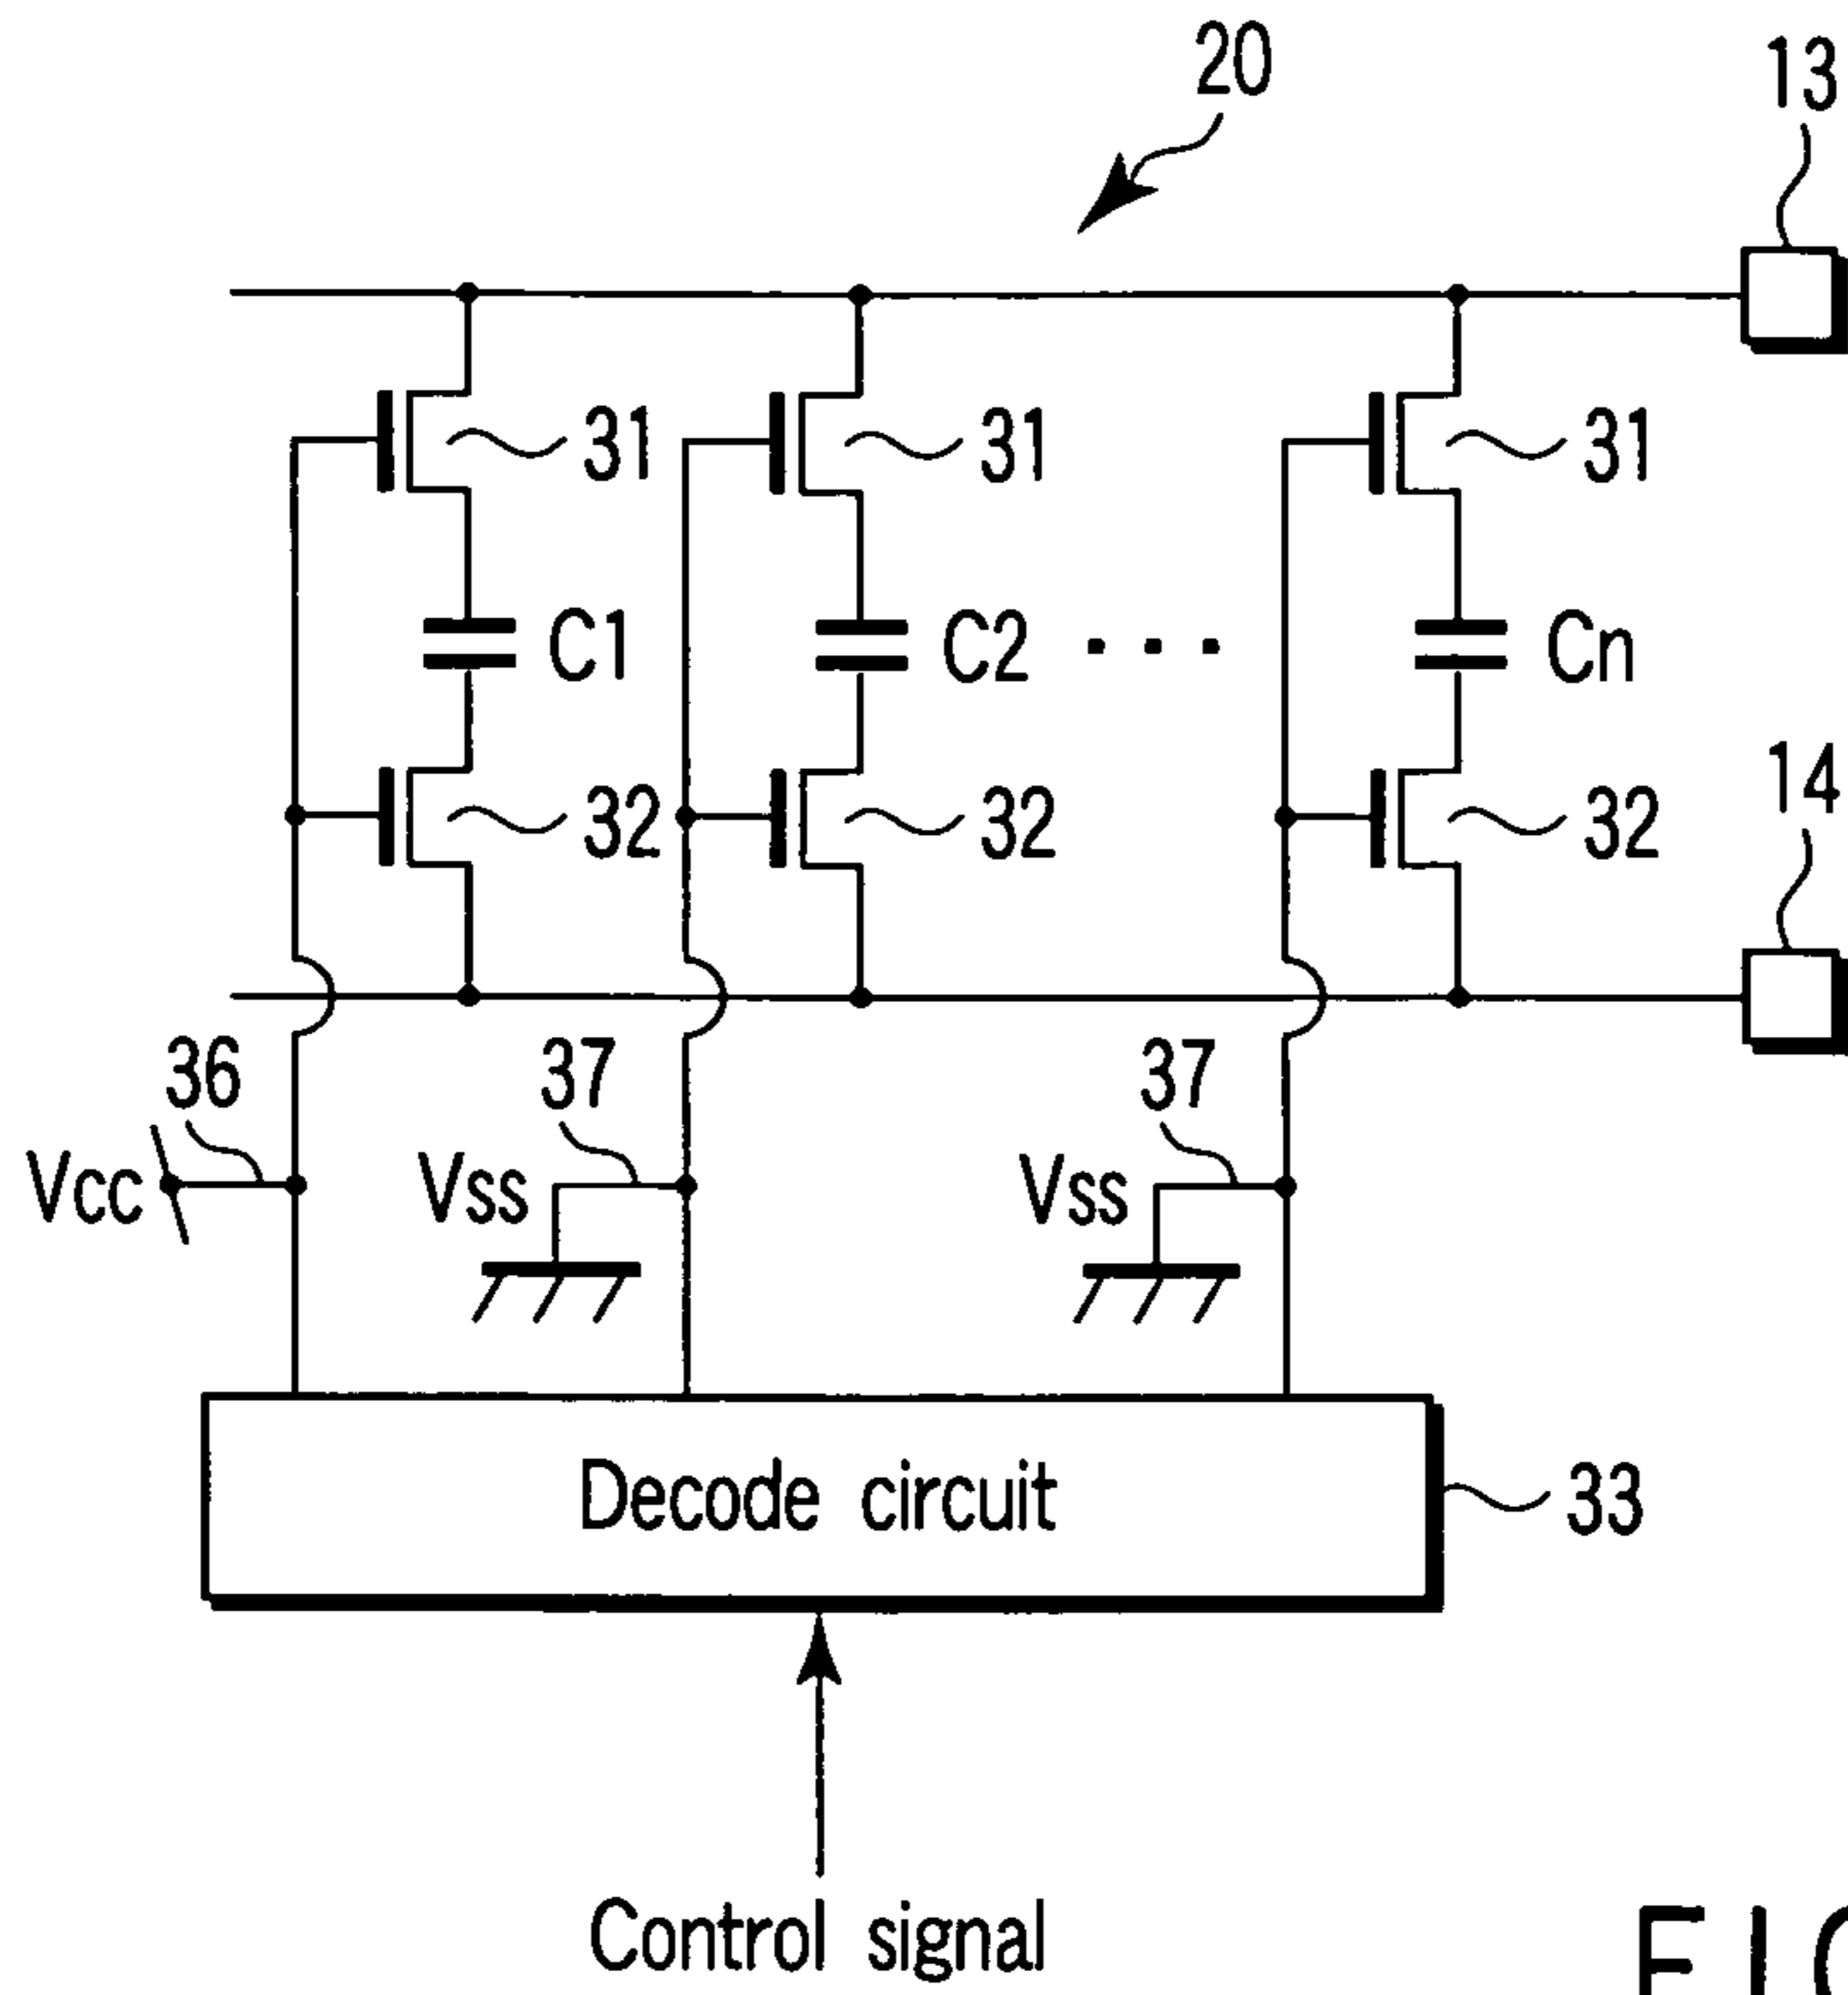 20
13
31 31 31
C1 C2 ... Cn
14
32 32 32
36 37 37
Vcc Vss Vss
Decode circuit
33
Control signal